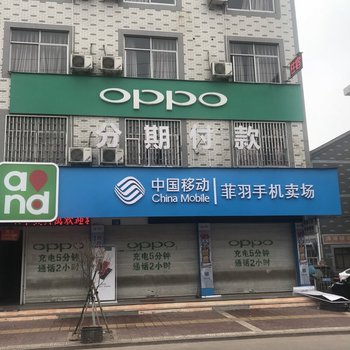 oppo
分期付款
and
中国移动
China Mobile
菲羽手机卖场
oppo
充电5分钟
通话2小时
oppo
充电5分钟
通话2小时
oppo
充电5分钟
通话2小时